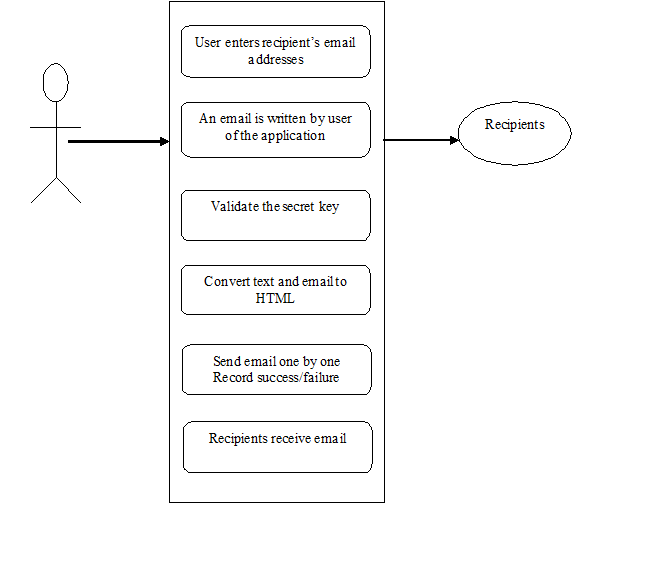 User enters recipient's email
addresses
An email is written by user
of the application
Recipients
Validate the secret key
Convert text and email to
HTML
Send email one by one
Record success/failure
Recipients receive email